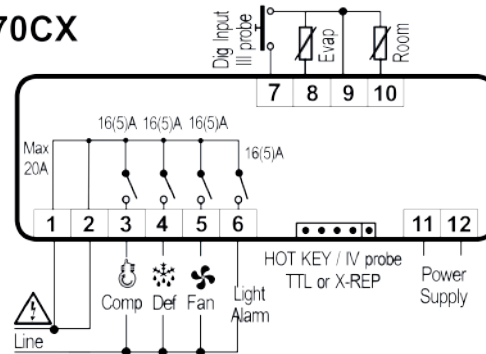 70CX
Dig Input
III probe
Evap
Room
7 8 9 10
16(5)A 16(5)A 16(5)A
Max
20A
16(5)A
1 2 3 4 5 6
11 12
HOT KEY / IV probe
TTL or X-REP
Power
Supply
Comp Def Fan
Light
Alarm
Line